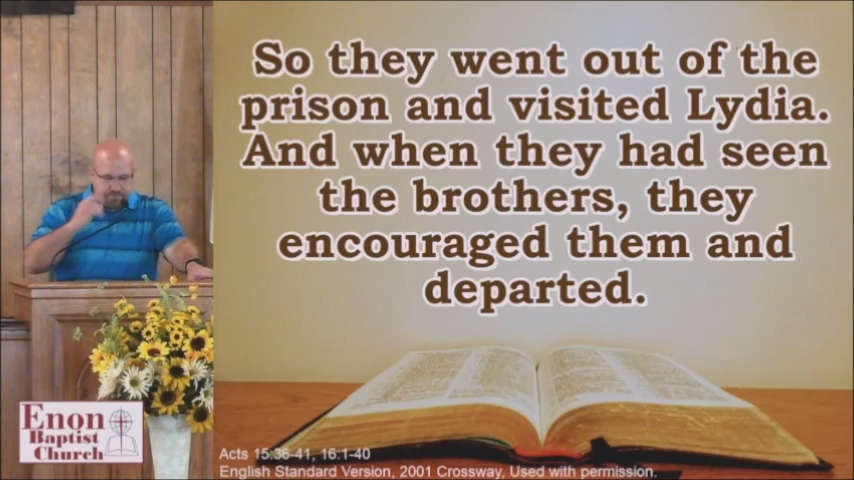 So they went out of the
prison and visited Lydia.
And when they had seen
the brothers, they
encouraged them and
departed.
Enon
Baptist
Church
Acts 15:36-41, 16:1-40
English Standard Version, 2001 Crossway, Used with permission.